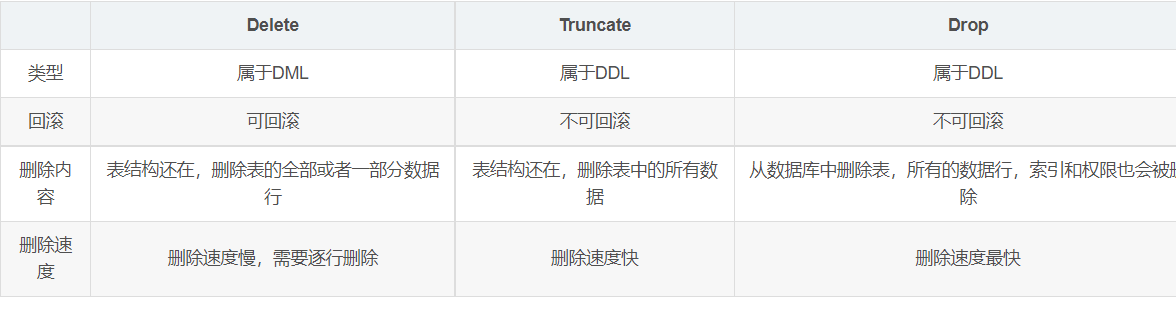 Delete Truncate Drop
类型 属于DML 属于DDL 属于DDL
回滚 可回滚 不可回滚 不可回滚
删除内容 表结构还在，删除表的全部或者一部分数据行 表结构还在，删除表中的所有数据 从数据库中删除表，所有的数据行，索引和权限也会被删除
删除速度 删除速度慢，需要逐行删除 删除速度快 删除速度最快